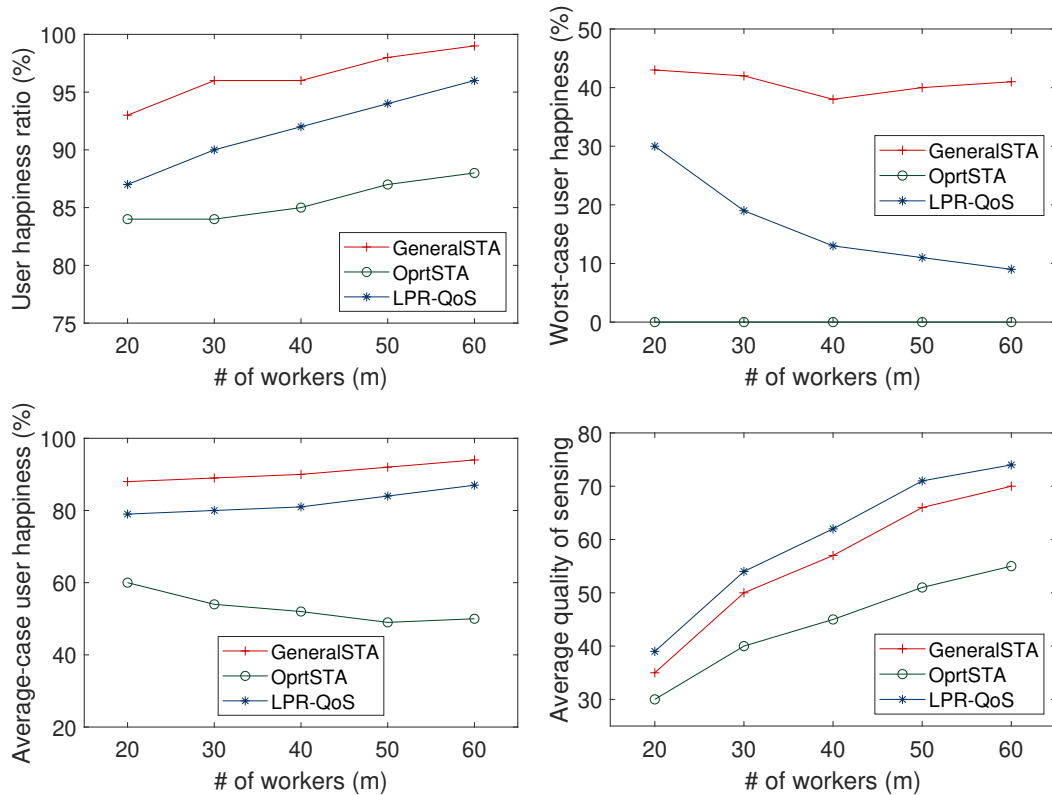 User happiness ratio (%)
100
95
90
85
80
75
GeneralSTA
OprtSTA
LPR-QoS
20 30 40 50 60
# of workers (m)
Worst-case user happiness (%)
50
40
30
20
10
0
GeneralSTA
OprtSTA
LPR-QoS
20 30 40 50 60
# of workers (m)
Average-case user happiness (%)
100
80
60
40
20
GeneralSTA
OprtSTA
LPR-QoS
20 30 40 50 60
# of workers (m)
Average quality of sensing
80
70
60
50
40
30
GeneralSTA
OprtSTA
LPR-QoS
20 30 40 50 60
# of workers (m)